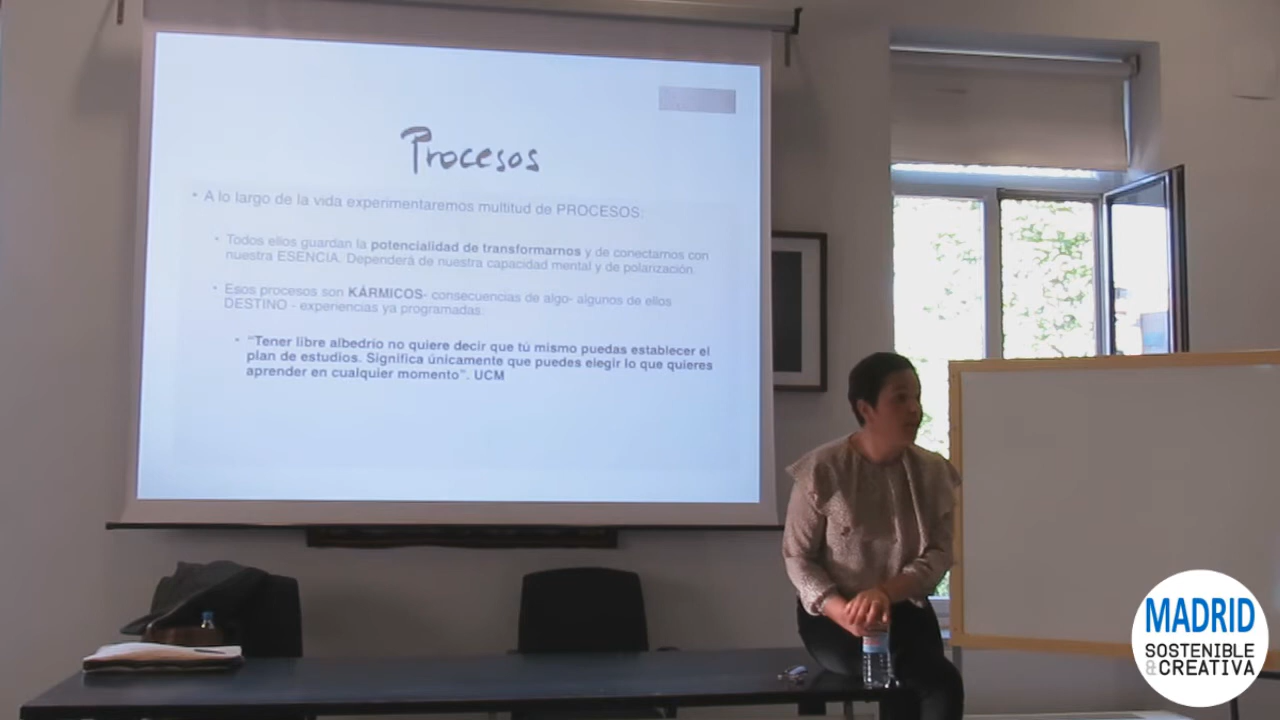 Procesos
• A lo largo de la vida experimentaremos multitud de PROCESOS:
• Todos ellos guardan la potencialidad de transformarnos y de conectarnos con
nuestra ESENCIA. Dependerá de nuestra capacidad mental y de polarización.
• Esos procesos son KÁRMICOS- consecuencias de algo- algunos de ellos
DESTINO - experiencias ya programadas.
• "Tener libre albedrío no quiere decir que tú mismo puedas establecer el
plan de estudios. Significa únicamente que puedes elegir lo que quieres
aprender en cualquier momento". UCM
MADRID
SOSTENIBLE
&CREATIVA